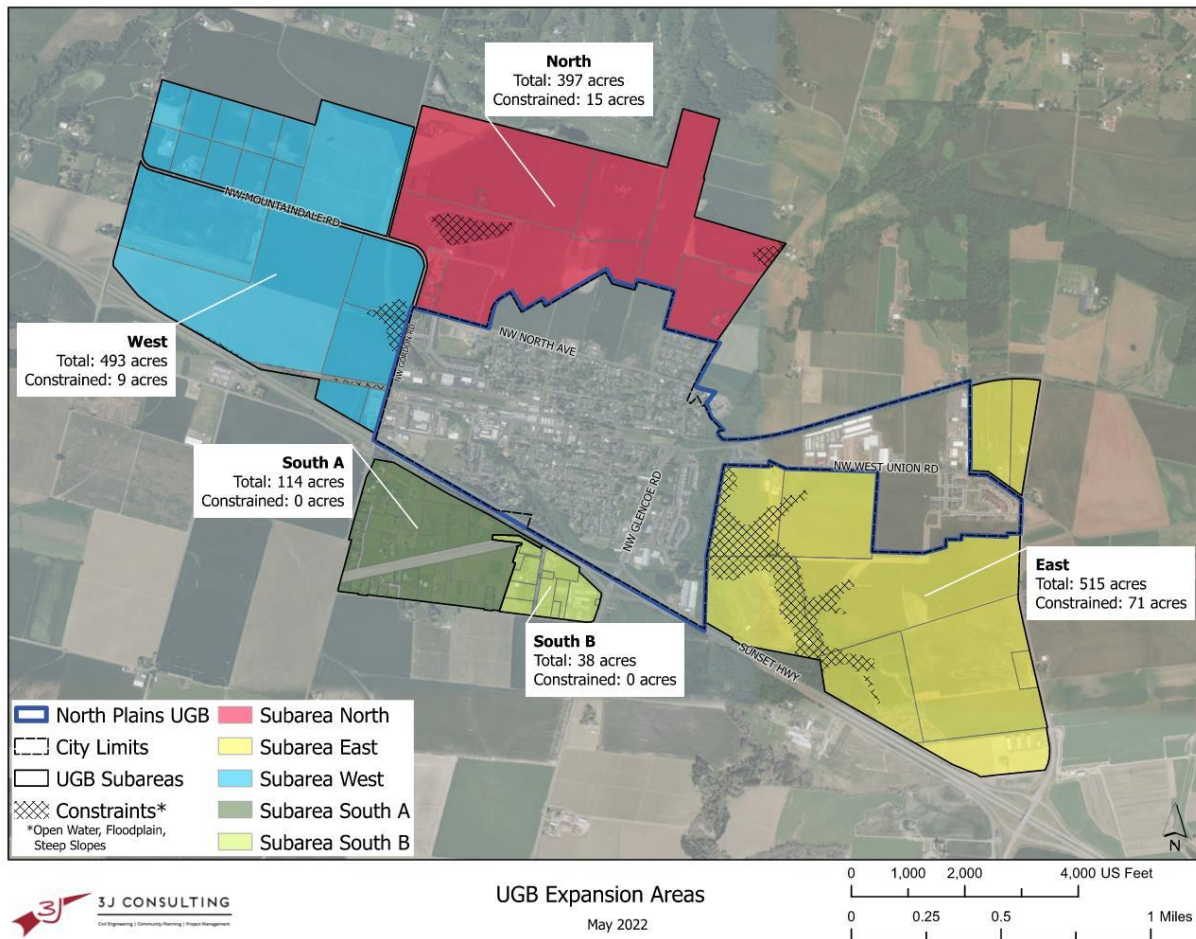 North
Total: 397 acres
Constrained: 15 acres
NW MOUNTAINDALE RD
West
Total: 493 acres
Constrained: 9 acres
NW GORDON RD
NW NORTH AVE
South A
Total: 114 acres
Constrained: 0 acres
NW GLENCOE RD
NW WEST UNION RD
East
Total: 515 acres
Constrained: 71 acres
South B
Total: 38 acres
Constrained: 0 acres
SUNSET HWY
North Plains UGB
City Limits
UGB Subareas
Constraints*
*Open Water, Floodplain,
Steep Slopes
Subarea North
Subarea East
Subarea West
Subarea South A
Subarea South B
N
3J
3J CONSULTING
Civil Engineering | Community Planning | Project Management
UGB Expansion Areas
May 2022
0 1,000 2,000 4,000 US Feet
0 0.25 0.5 1 Miles